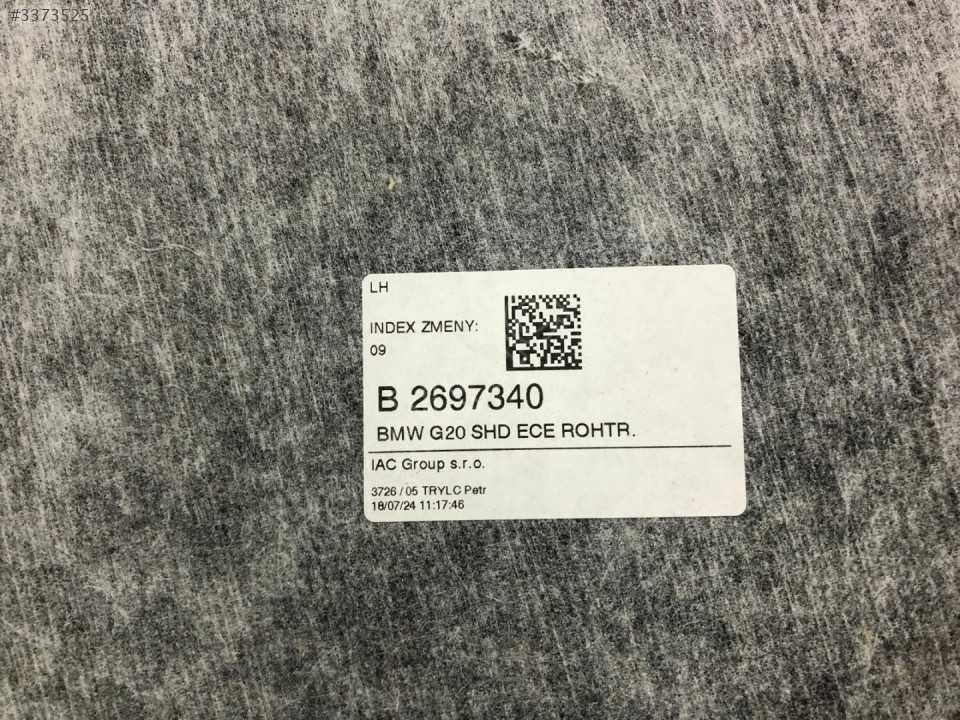 #3373525
LH
INDEX ZMENY:
09
B 2697340
BMW G20 SHD ECE ROHTR.
IAC Group s.r.o.
3726 / 05 TRYLC Petr
18/07/24 11:17:46